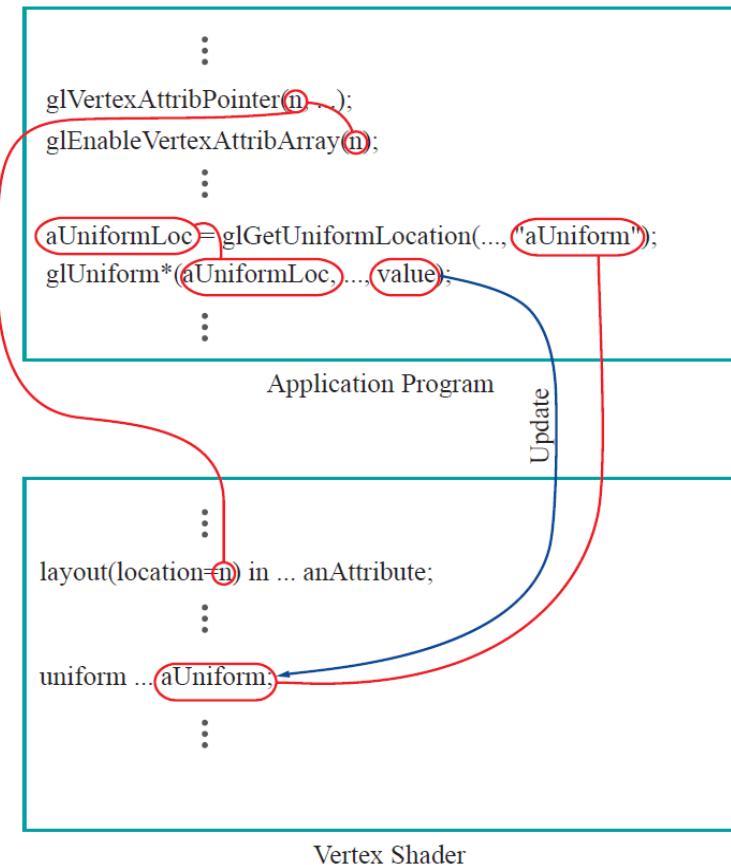 glVertexAttribPointer(n, ...);
glEnableVertexAttribArray(n);
aUniformLoc = glGetUniformLocation(..., "aUniform");
glUniform*(aUniformLoc, ..., value);
Application Program
Update
layout(location=n) in ... anAttribute;
uniform ... aUniform;
Vertex Shader